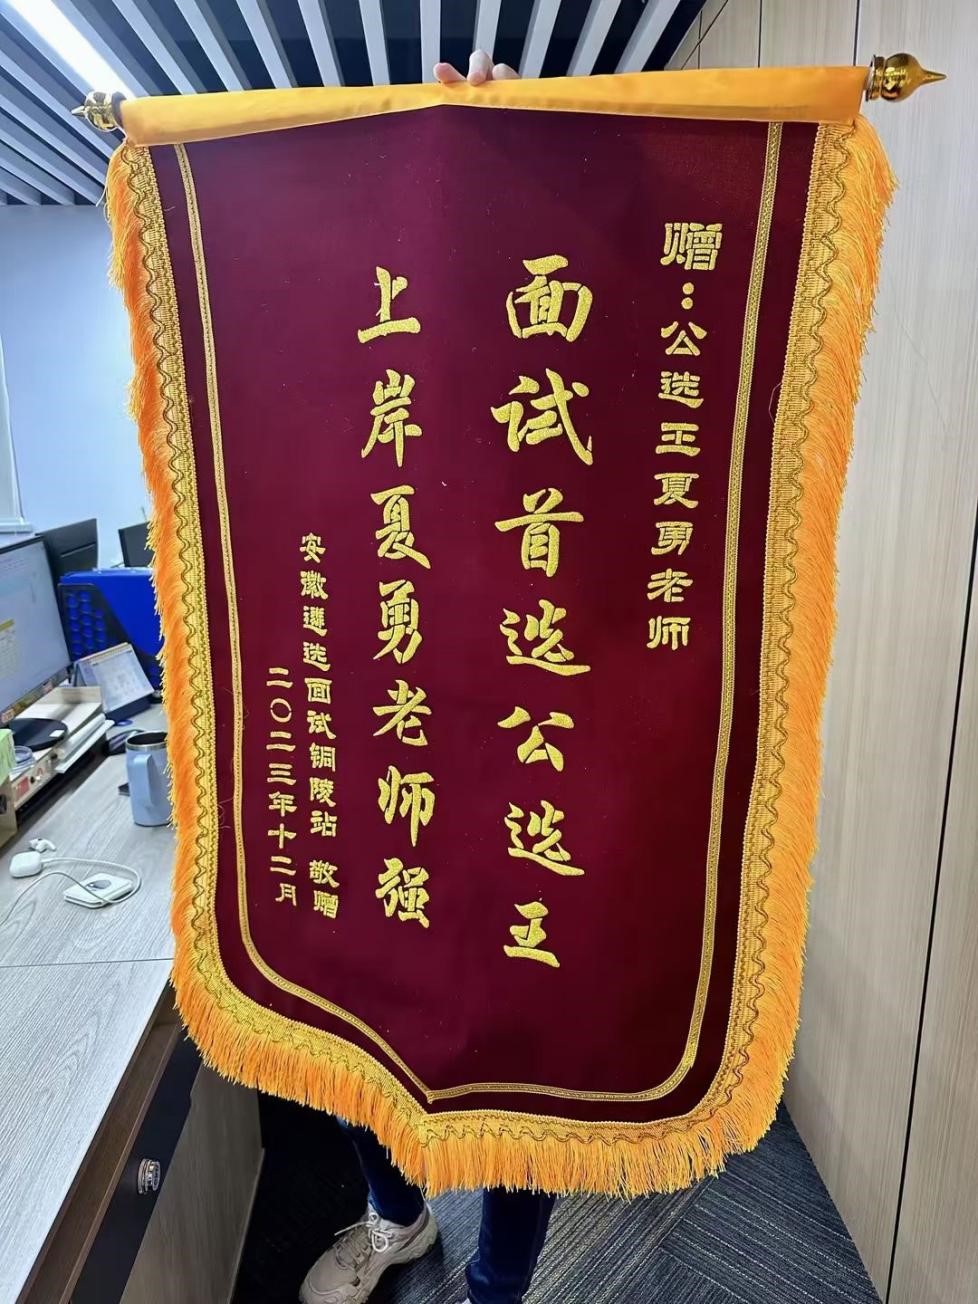 赠：公选王夏勇老师
面试首选公选王
上岸夏勇老师强
安徽遴选面试铜陵站 敬赠
二〇二三年十二月